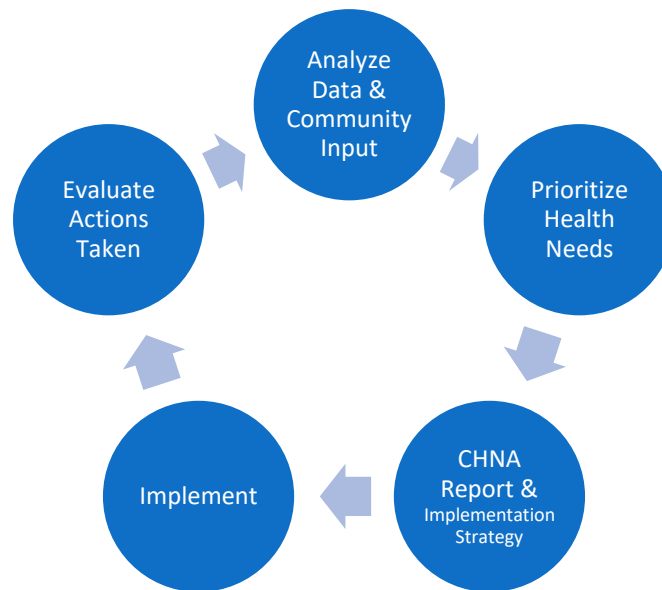 Analyze
Data &
Community
Input
Prioritize
Health
Needs
CHNA
Report &
Implementation
Strategy
Implement
Evaluate
Actions
Taken